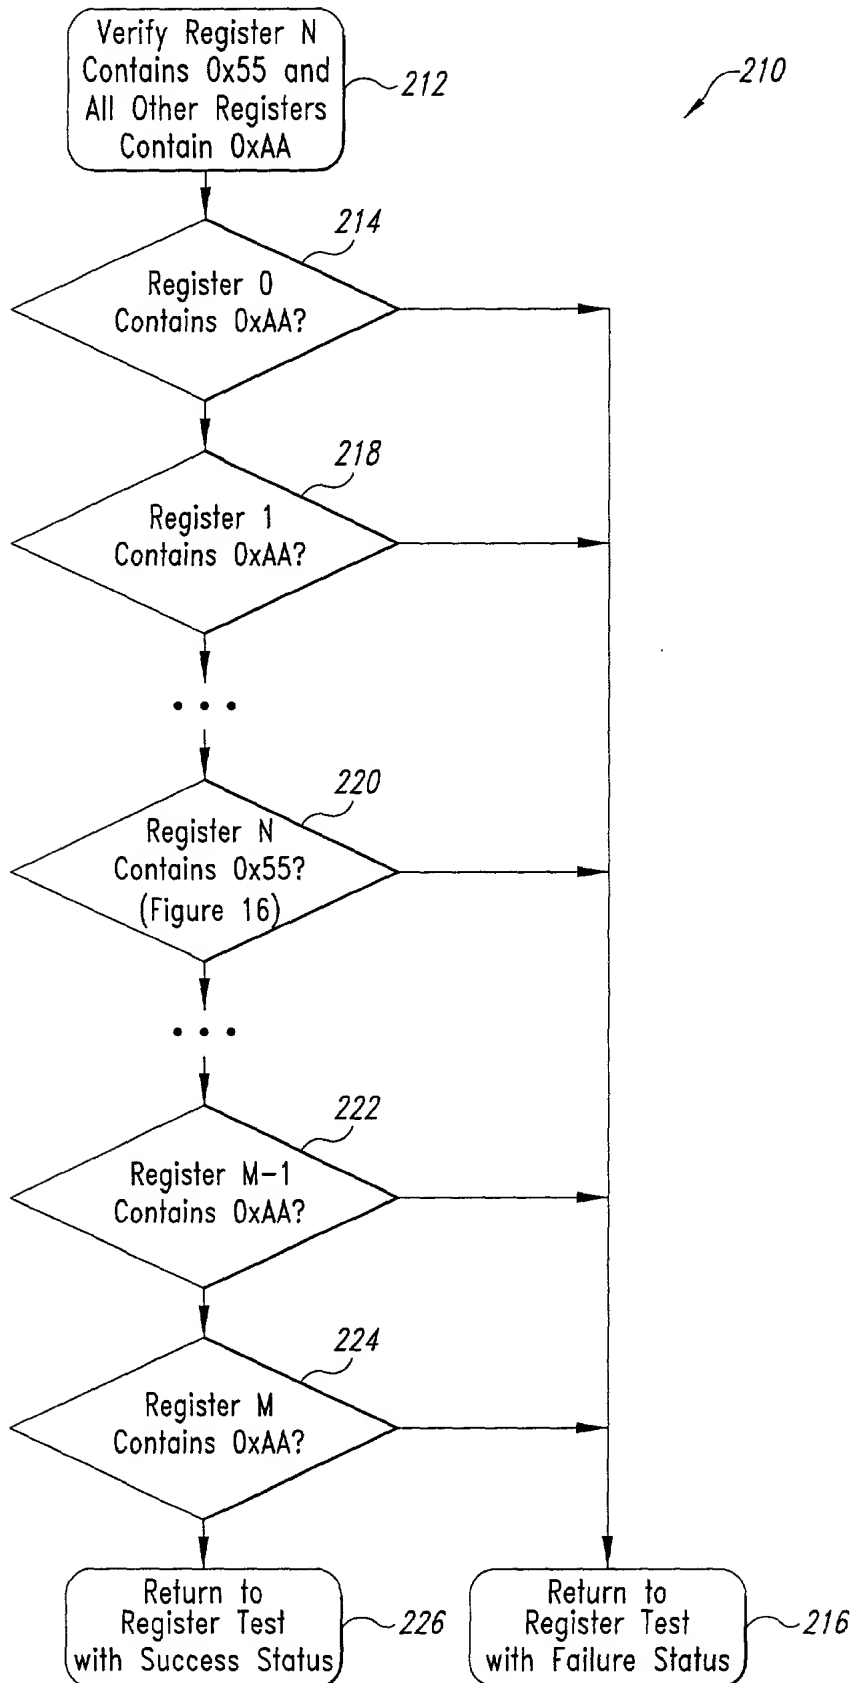 Verify Register N
Contains 0x55 and
All Other Registers
Contain 0xAA
212
210
214
Register 0
Contains 0xAA?
218
Register 1
Contains 0xAA?
• • •
220
Register N
Contains 0x55?
(Figure 16)
• • •
222
Register M-1
Contains 0xAA?
224
Register M
Contains 0xAA?
Return to
Register Test
with Success Status
226
Return to
Register Test
with Failure Status
216